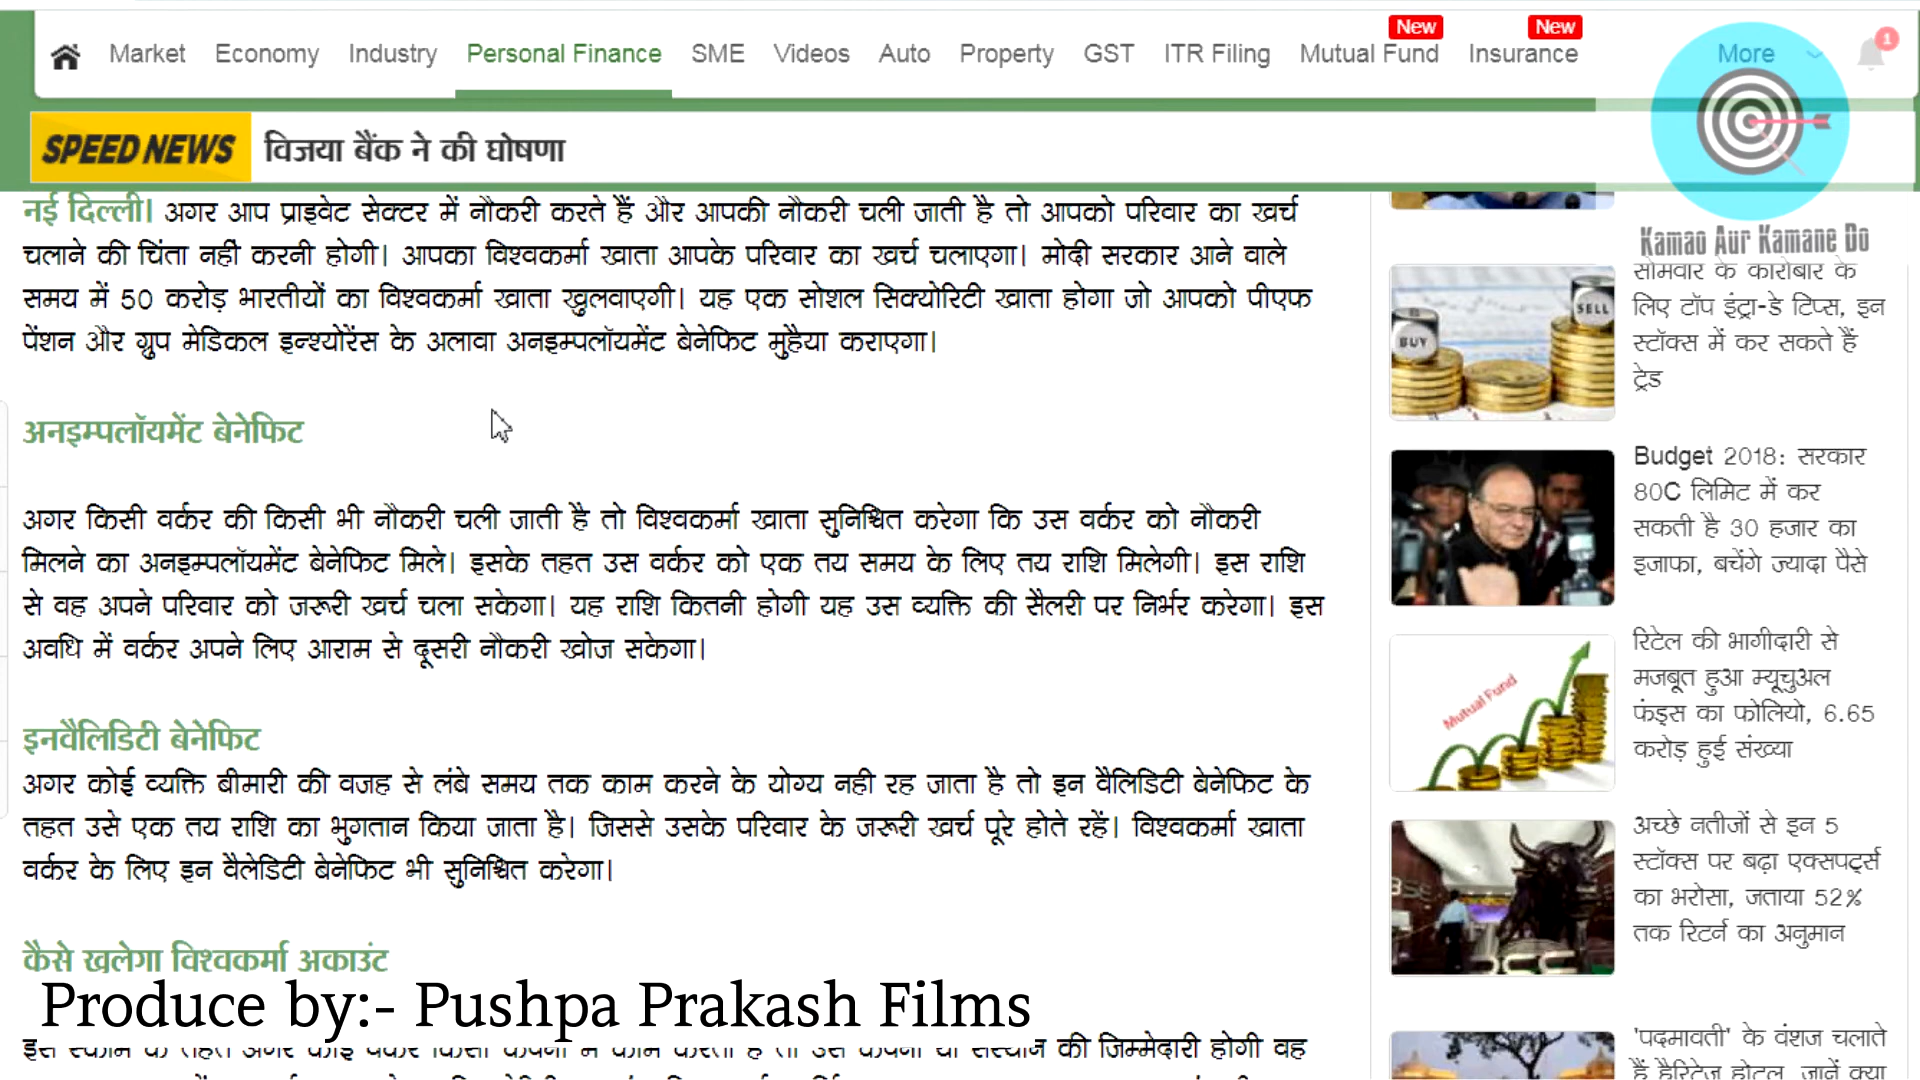 New New
Market Economy Industry Personal Finance SME Videos Auto Property GST ITR Filing Mutual Fund Insurance More 1
SPEED NEWS विजया बैंक ने की घोषणा
Kamao Aur Kamane Do
नई दिल्ली। अगर आप प्राइवेट सेक्टर में नौकरी करते हैं और आपकी नौकरी चली जाती है तो आपको परिवार का खर्च
चलाने की चिंता नहीं करनी होगी। आपका विश्वकर्मा खाता आपके परिवार का खर्च चलाएगा। मोदी सरकार आने वाले
समय में 50 करोड़ भारतीयों का विश्वकर्मा खाता खुलवाएगी। यह एक सोशल सिक्योरिटी खाता होगा जो आपको पीएफ
पेंशन और ग्रुप मेडिकल इन्श्योरेंस के अलावा अनइम्पलॉयमेंट बेनेफिट मुहैया कराएगा।
अनइम्पलॉयमेंट बेनेफिट
अगर किसी वर्कर की किसी भी नौकरी चली जाती है तो विश्वकर्मा खाता सुनिश्चित करेगा कि उस वर्कर को नौकरी
मिलने का अनइम्पलॉयमेंट बेनेफिट मिले। इसके तहत उस वर्कर को एक तय समय के लिए तय राशि मिलेगी। इस राशि
से वह अपने परिवार को जरूरी खर्च चला सकेगा। यह राशि कितनी होगी यह उस व्यक्ति की सैलरी पर निर्भर करेगा। इस
अवधि में वर्कर अपने लिए आराम से दूसरी नौकरी खोज सकेगा।
इनवैलिडिटी बेनेफिट
अगर कोई व्यक्ति बीमारी की वजह से लंबे समय तक काम करने के योग्य नही रह जाता है तो इन वैलिडिटी बेनेफिट के
तहत उसे एक तय राशि का भुगतान किया जाता है। जिससे उसके परिवार के जरूरी खर्च पूरे होते रहें। विश्वकर्मा खाता
वर्कर के लिए इन वैलेडिटी बेनेफिट भी सुनिश्चित करेगा।
कैसे खुलेगा विश्वकर्मा अकाउंट
Produce by:- Pushpa Prakash Films
की जिम्मेदारी होगी वह
सोमवार के कारोबार के
लिए टॉप इंट्रा-डे टिप्स, इन
स्टॉक्स में कर सकते हैं
ट्रेड
SELL
BUY
Budget 2018: सरकार
80C लिमिट में कर
सकती है 30 हजार का
इजाफा, बचेंगे ज्यादा पैसे
रिटेल की भागीदारी से
मजबूत हुआ म्यूचुअल
फंड्स का फोलियो, 6.65
करोड़ हुई संख्या
Mutual Fund
अच्छे नतीजों से इन 5
स्टॉक्स पर बढ़ा एक्सपर्ट्स
का भरोसा, जताया 52%
तक रिटर्न का अनुमान
BSE
'पदमावती' के वंशज चलाते
हैं हैरिटेज होटल, जानें क्या